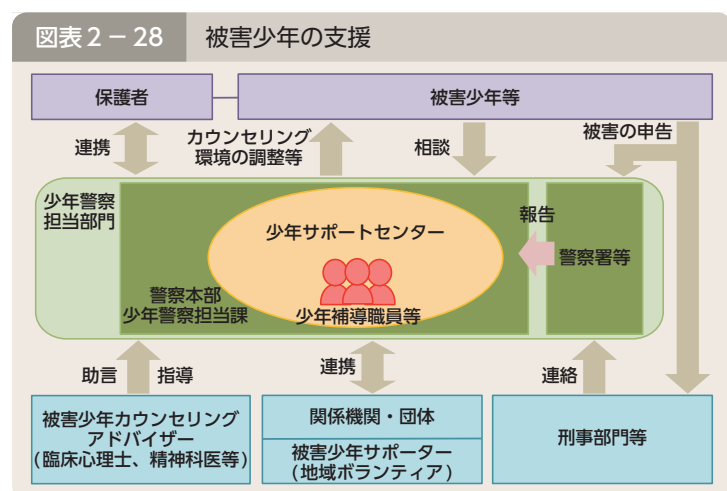 図表2－28
被害少年の支援
保護者
被害少年等
連携
カウンセリング
環境の調整等
相談
被害の申告
少年警察
担当部門
少年サポートセンター
報告
警察署等
警察本部
少年警察担当課
少年補導職員等
助言
指導
連携
連絡
被害少年カウンセリング
アドバイザー
(臨床心理士、精神科医等)
関係機関・団体
被害少年サポーター
(地域ボランティア)
刑事部門等